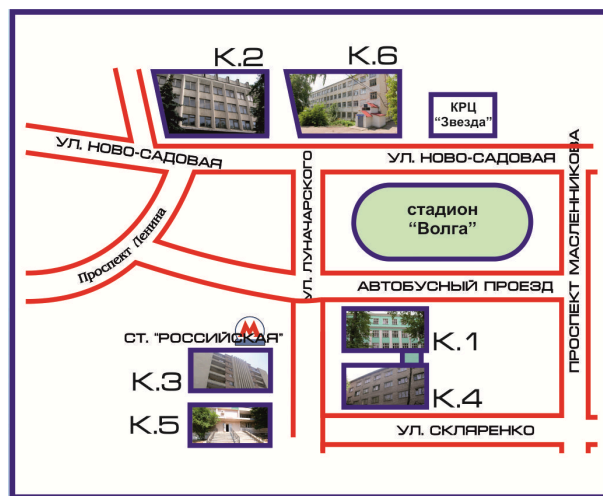 К.2
К.6
КРЦ
"Звезда"
УЛ. НОВО-САДОВАЯ
УЛ. НОВО-САДОВАЯ
УЛ. ЛУНАЧАРСКОГО
ПРОСПЕКТ МАСЛЕННИКОВА
стадион
"Волга"
Проспект Ленина
АВТОБУСНЫЙ ПРОЕЗД
М
СТ. "РОССИЙСКАЯ"
К.1
К.3
К.4
К.5
УЛ. СКЛЯРЕНКО